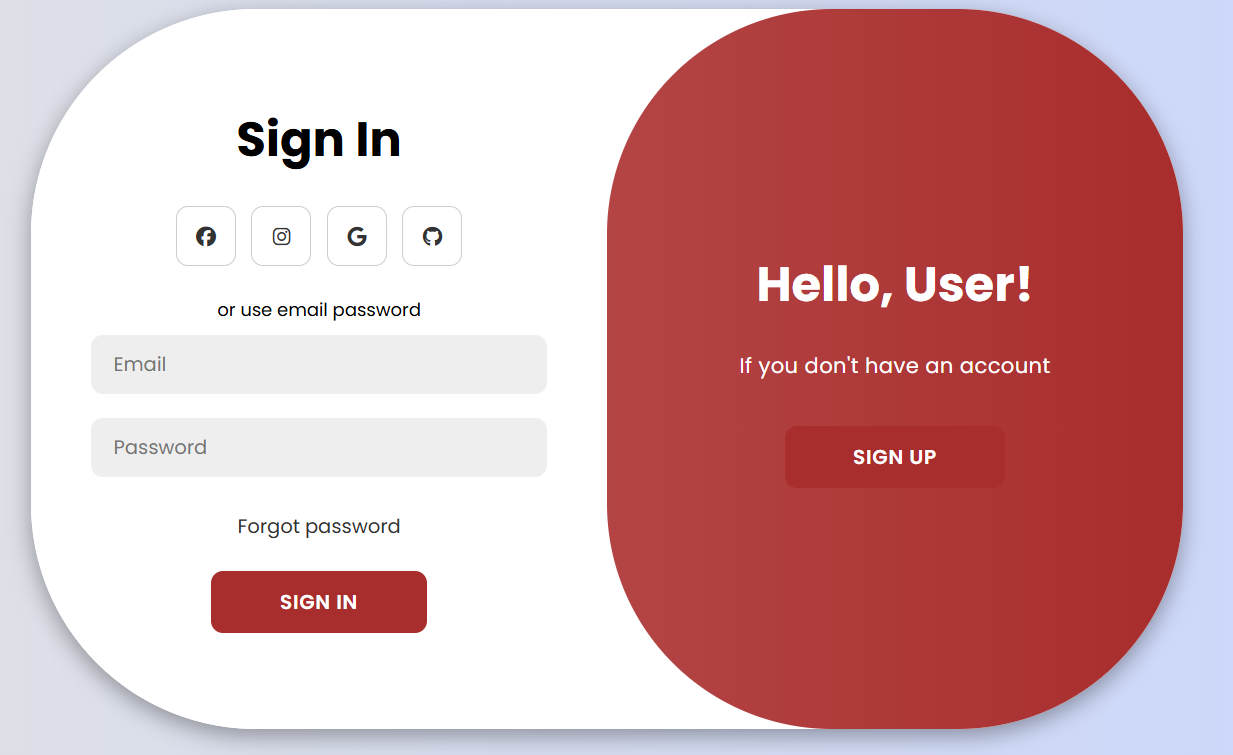 Sign In
or use email password
Email
Password
Forgot password
SIGN IN
Hello, User!
If you don't have an account
SIGN UP